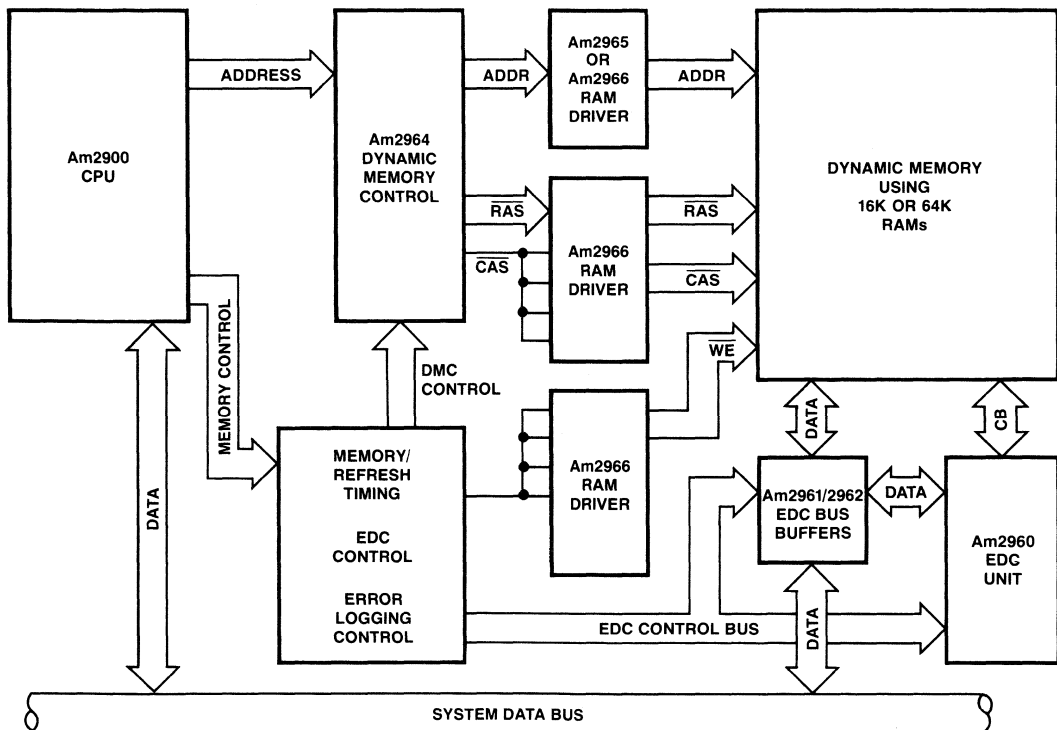 Am2900
CPU
ADDRESS
Am2964
DYNAMIC
MEMORY
CONTROL
ADDR
RAS
CAS
Am2965
OR
Am2966
RAM
DRIVER
ADDR
Am2966
RAM
DRIVER
RAS
CAS
WE
DYNAMIC MEMORY
USING
16K OR 64K
RAMs
MEMORY CONTROL
DATA
DMC
CONTROL
MEMORY/
REFRESH
TIMING
EDC
CONTROL
ERROR
LOGGING
CONTROL
Am2966
RAM
DRIVER
DATA
CB
Am2961/2962
EDC BUS
BUFFERS
DATA
Am2960
EDC
UNIT
EDC CONTROL BUS
DATA
SYSTEM DATA BUS